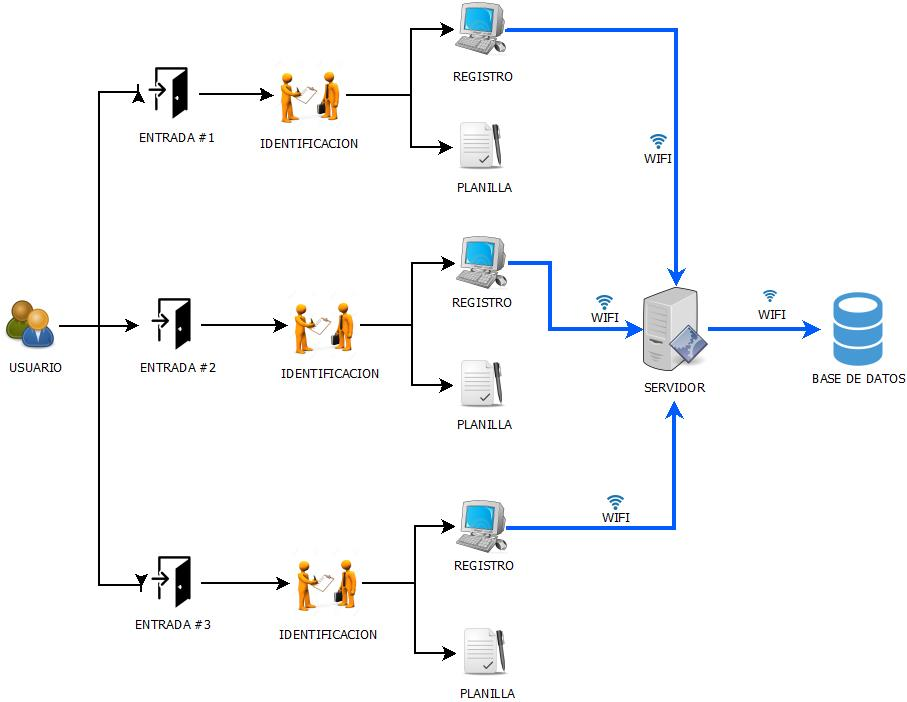 REGISTRO
ENTRADA #1
IDENTIFICACION
WIFI
PLANILLA
REGISTRO
WIFI
WIFI
USUARIO
ENTRADA #2
IDENTIFICACION
SERVIDOR
BASE DE DATOS
PLANILLA
WIFI
REGISTRO
ENTRADA #3
IDENTIFICACION
PLANILLA